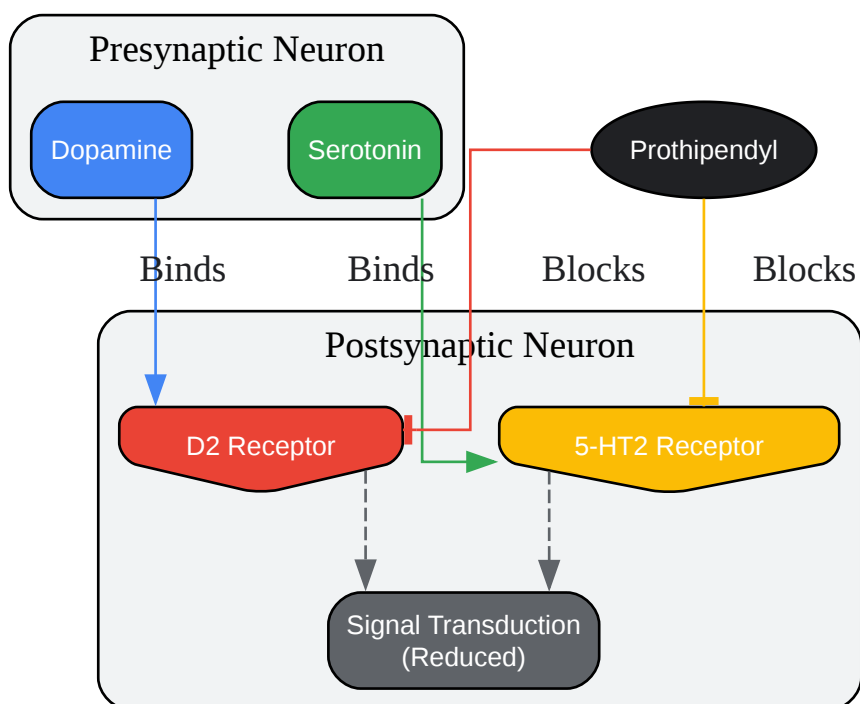 Presynaptic Neuron
Dopamine
Serotonin
Prothipendyl
Binds
Binds
Blocks
Blocks
Postsynaptic Neuron
D2 Receptor
5-HT2 Receptor
Signal Transduction
(Reduced)